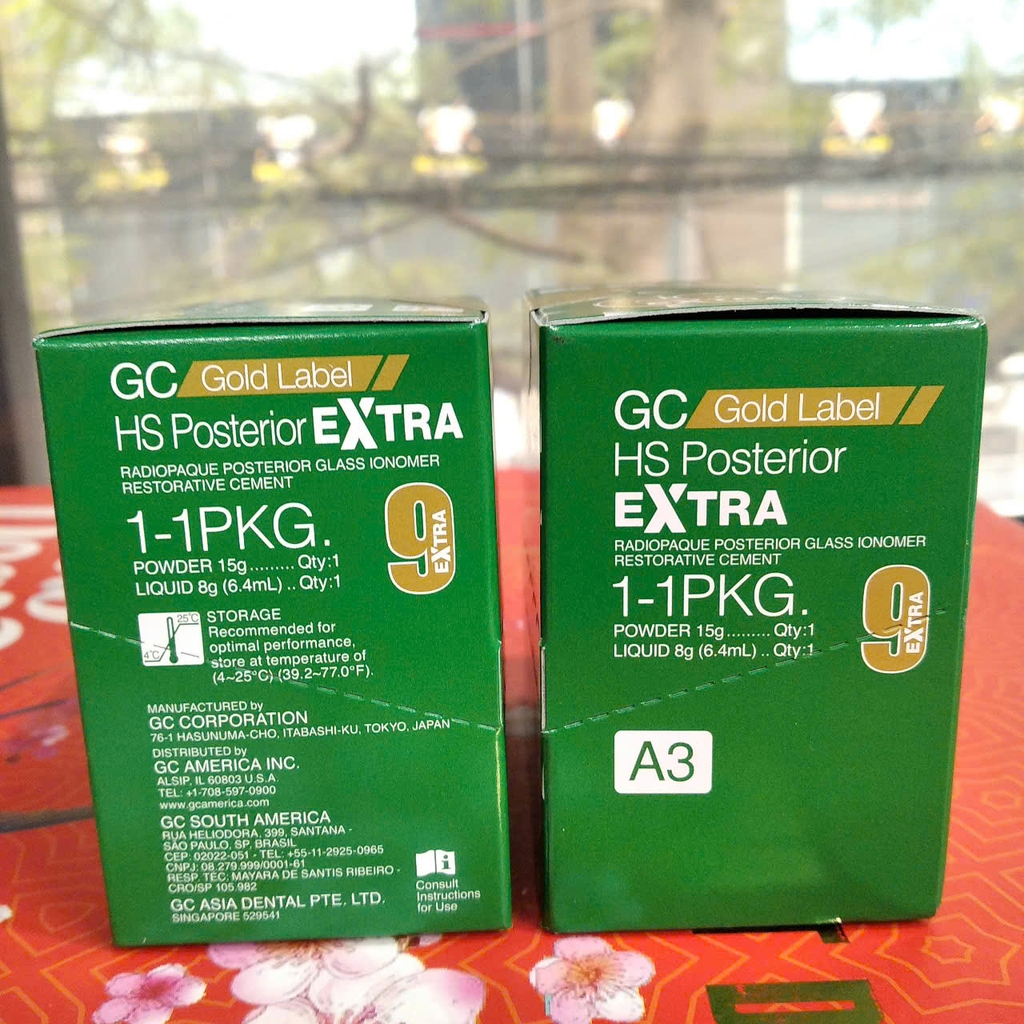 GC Gold Label
HS Posterior EXTRA
RADIOPAQUE POSTERIOR GLASS IONOMER
RESTORATIVE CEMENT
1-1PKG.
POWDER 15g......... Qty:1
LIQUID 8g (6.4mL) .. Qty:1
9 EXTRA
25°C
4°C
STORAGE
Recommended for
optimal performance,
store at temperature of
(4~25°C) (39.2~77.0°F).
MANUFACTURED by
GC CORPORATION
76-1 HASUNUMA-CHO, ITABASHI-KU, TOKYO, JAPAN
DISTRIBUTED by
GC AMERICA INC.
ALSIP, IL 60803 U.S.A.
TEL: +1-708-597-0900
www.gcamerica.com
GC SOUTH AMERICA
RUA HELIODORA, 399, SANTANA -
SÃO PAULO, SP, BRASIL
CEP: 02022-051 - TEL: +55-11-2925-0965
CNPJ: 08.279.999/0001-61
RESP. TÉC: MAYARA DE SANTIS RIBEIRO -
CRO/SP 105.982
GC ASIA DENTAL PTE. LTD.
SINGAPORE 529541
Consult
Instructions
for Use
GC Gold Label
HS Posterior
EXTRA
RADIOPAQUE POSTERIOR GLASS IONOMER
RESTORATIVE CEMENT
1-1PKG.
POWDER 15g......... Qty:1
LIQUID 8g (6.4mL) .. Qty:1
9 EXTRA
A3